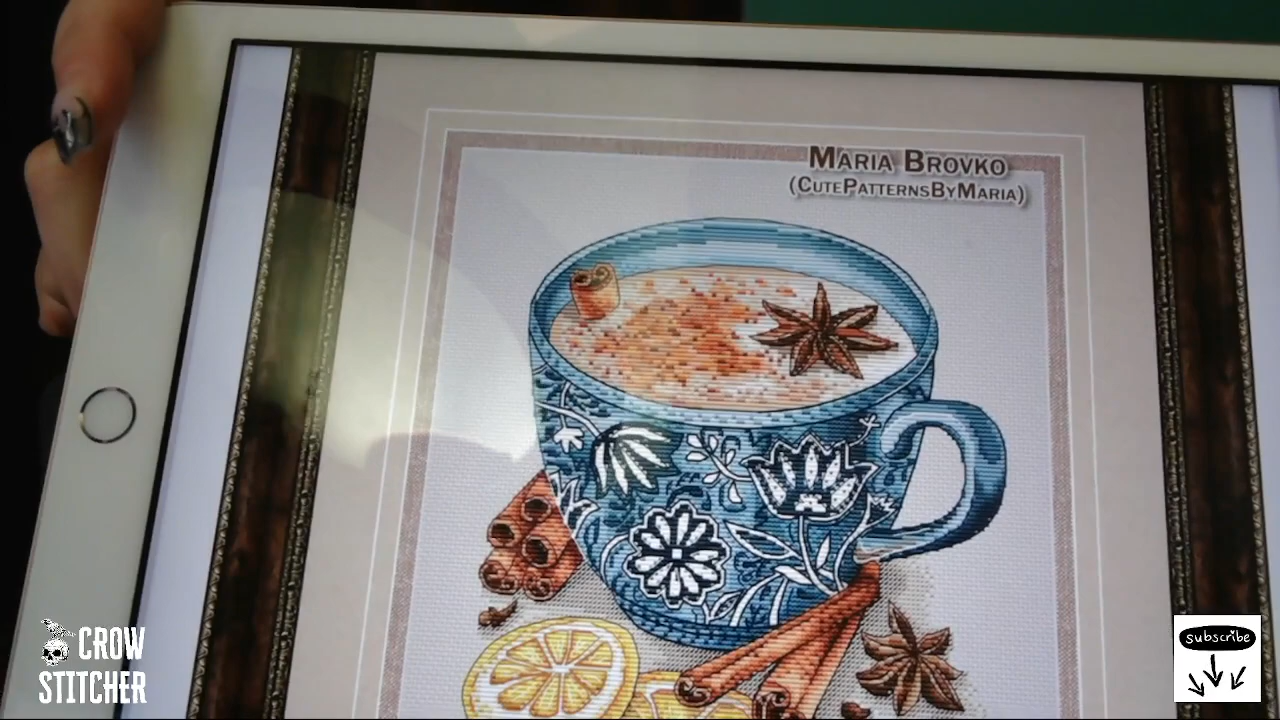 MARIA BROVKO
(CUTEPATTERNSBYMARIA)
CROW
STITCHER
subscribe